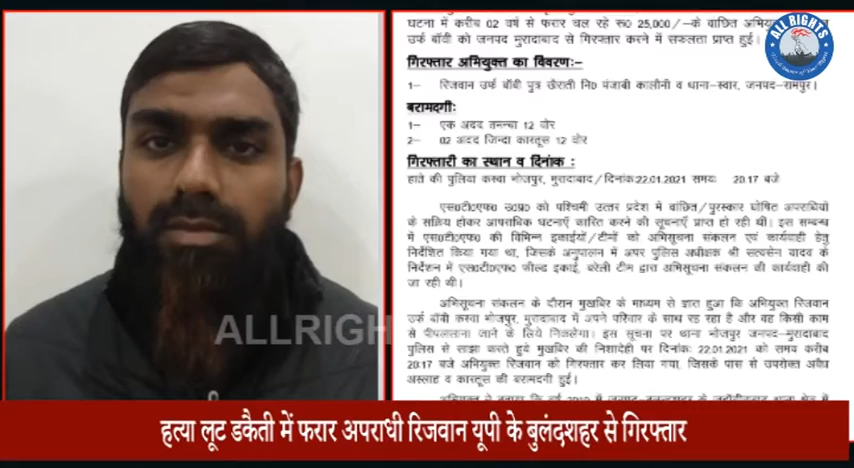 घटना में करीब 02 वर्ष से फरार चल रहे रू0 25,000/-के वांछित अभियुक्त
उर्फ बॉबी को जनपद मुरादाबाद से गिरफ्तार करने में सफलता प्राप्त हुई।
ALL RIGHTS
गिरफ्तार अभियुक्त का विवरणः-
1- रिजवान उर्फ बॉबी पुत्र खैराती नि0 पंजाबी कालौनी व थाना-स्वार, जनपद-रामपुर।
बरामदगीः
1- एक अदद तमन्चा 12 बोर
2- 02 अदद जिन्दा कारतूस 12 बोर
गिरफ्तारी का स्थान व दिनांक :
हाते की पुलिया कस्बा भोजपुर, मुरादाबाद/दिनांक:22.01.2021 समयः 20.17 बजे
एस0टी0एफ0 उ0प्र0 को पश्चिमी उत्तर प्रदेश में वांछित/पुरस्कार घोषित अपराधियो
के सक्रिय होकर आपराधिक घटनाएँ कारित करने की सूचनाएँ प्राप्त हो रही थी। इस सम्बन्ध
में एस0टी0एफ0 की विभिन्न इकाईयों/टीमों को अभिसूचना संकलन एवं कार्यवाही हेतु
निर्देशित किया गया था, जिसके अनुपालन में अपर पुलिस अधीक्षक श्री सत्यसेन यादव के
निर्देशन में एस0टी0एफ0 फील्ड इकाई, बरेली टीम द्वारा अभिसूचना संकलन की कार्यवाही की
जा रही थी।
अभिसूचना संकलन के दौरान मुखबिर के माध्यम से ज्ञात हुआ कि अभियुक्त रिजवान
उर्फ बॉबी कस्बा भोजपुर, मुरादाबाद में अपने परिवार के साथ रह रहा है और वह किसी काम
से पीपलसाना जाने के लिये निकलेगा। इस सूचना पर थाना भोजपुर जनपद-मुरादाबाद
पुलिस से साझा करते हुये मुखबिर की निशादेही पर दिनांकः 22.01.2021 को समय करीब
20:17 बजे अभियुक्त रिजवान को गिरफ्तार कर लिया गया, जिसके पास से उपरोक्त अवैध
अस्लाह व कारतूस की बरामदगी हुई।
ALLRIGH
हत्या लूट डकैती में फरार अपराधी रिजवान यूपी के बुलंदशहर से गिरफ्तार